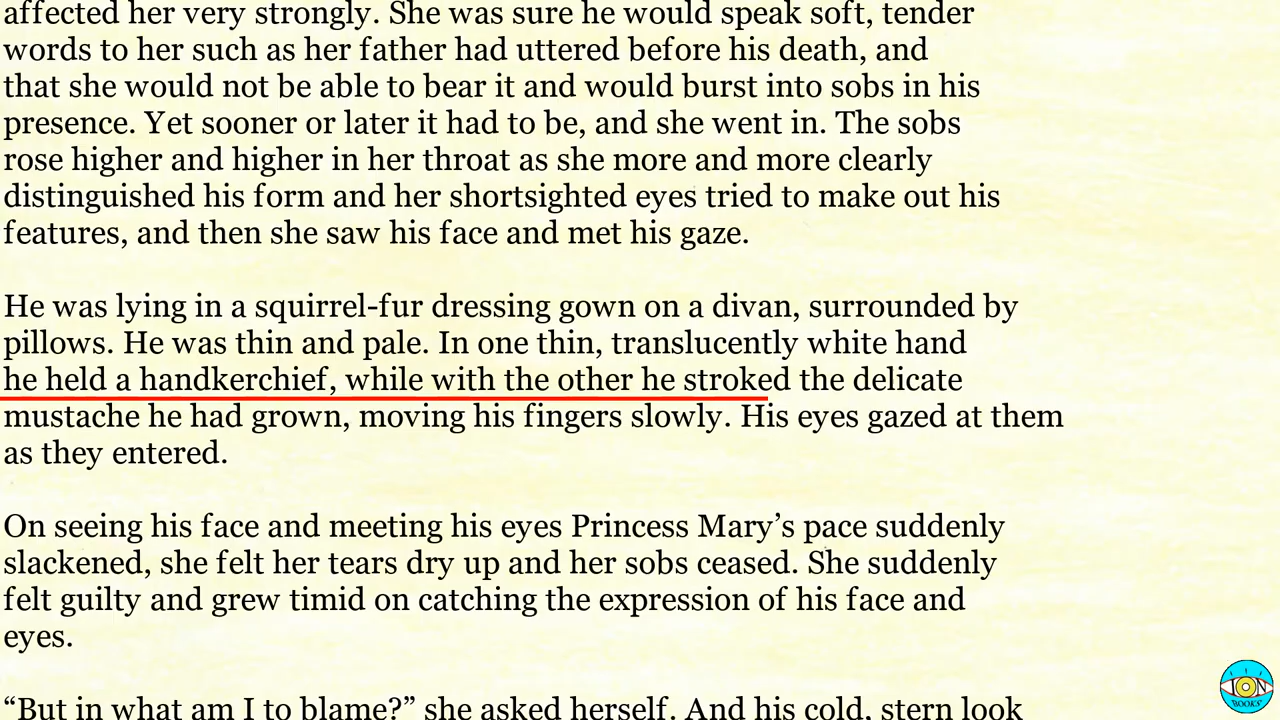 affected her very strongly. She was sure he would speak soft, tender
words to her such as her father had uttered before his death, and
that she would not be able to bear it and would burst into sobs in his
presence. Yet sooner or later it had to be, and she went in. The sobs
rose higher and higher in her throat as she more and more clearly
distinguished his form and her shortsighted eyes tried to make out his
features, and then she saw his face and met his gaze.
He was lying in a squirrel-fur dressing gown on a divan, surrounded by
pillows. He was thin and pale. In one thin, translucently white hand
he held a handkerchief, while with the other he stroked the delicate
mustache he had grown, moving his fingers slowly. His eyes gazed at them
as they entered.
On seeing his face and meeting his eyes Princess Mary’s pace suddenly
slackened, she felt her tears dry up and her sobs ceased. She suddenly
felt guilty and grew timid on catching the expression of his face and
eyes.
“But in what am I to blame?” she asked herself. And his cold, stern look
ION
BOOKS